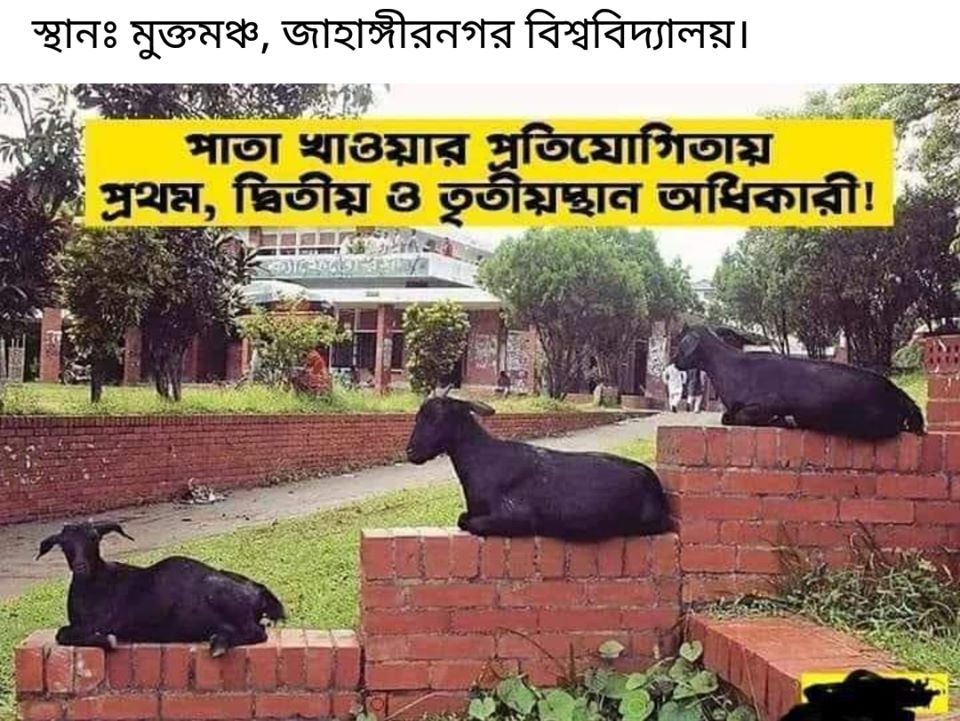 স্থানঃ মুক্তমঞ্চ, জাহাঙ্গীরনগর বিশ্ববিদ্যালয়।
পাতা খাওয়ার প্রতিযোগিতায়
প্রথম, দ্বিতীয় ও তৃতীয়স্থান অধিকারী!